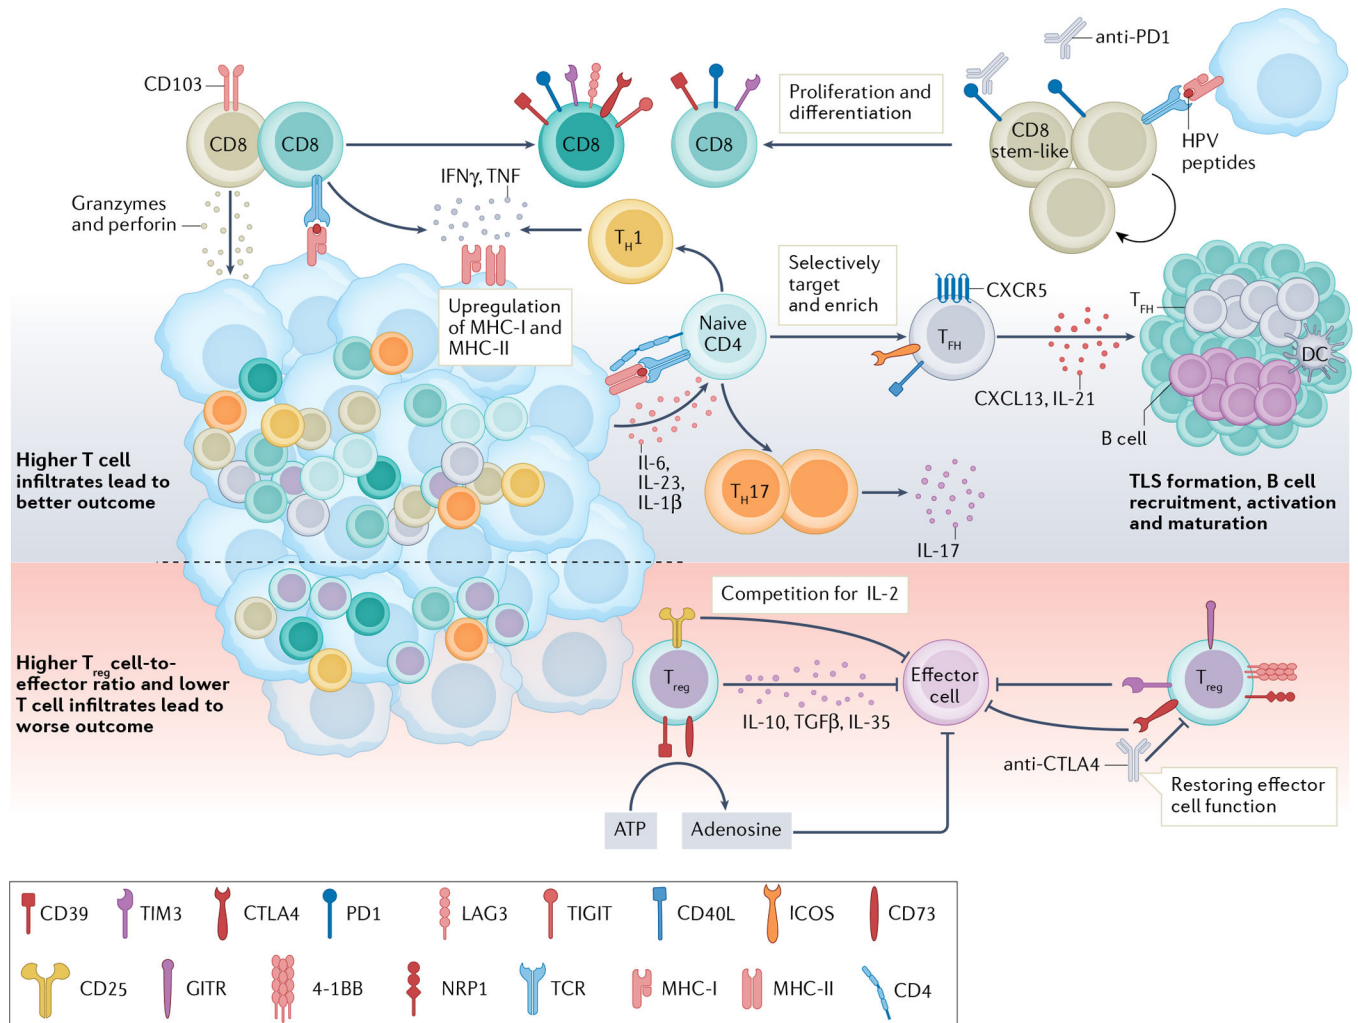 CD103
CD8
CD8
Granzymes
and perforin
CD8
CD8
IFNγ, TNF
Proliferation and
differentiation
anti-PD1
CD8
stem-like
HPV
peptides
TH1
Upregulation
of MHC-I and
MHC-II
Naive
CD4
Selectively
target
and enrich
CXCR5
TFH
CXCL13, IL-21
TFH
DC
B cell
Il-6,
IL-23,
IL-1β
TH17
IL-17
TLS formation, B cell
recruitment, activation
and maturation
Higher T cell
infiltrates lead to
better outcome
Higher Treg cell-to-
effector ratio and lower
T cell infiltrates lead to
worse outcome
Competition for IL-2
Treg
IL-10, TGFβ, IL-35
Effector
cell
Treg
anti-CTLA4
Restoring effector
cell function
ATP
Adenosine
CD39
TIM3
CTLA4
PD1
LAG3
TIGIT
CD40L
ICOS
CD73
CD25
GITR
4-1BB
NRP1
TCR
MHC-I
MHC-II
CD4